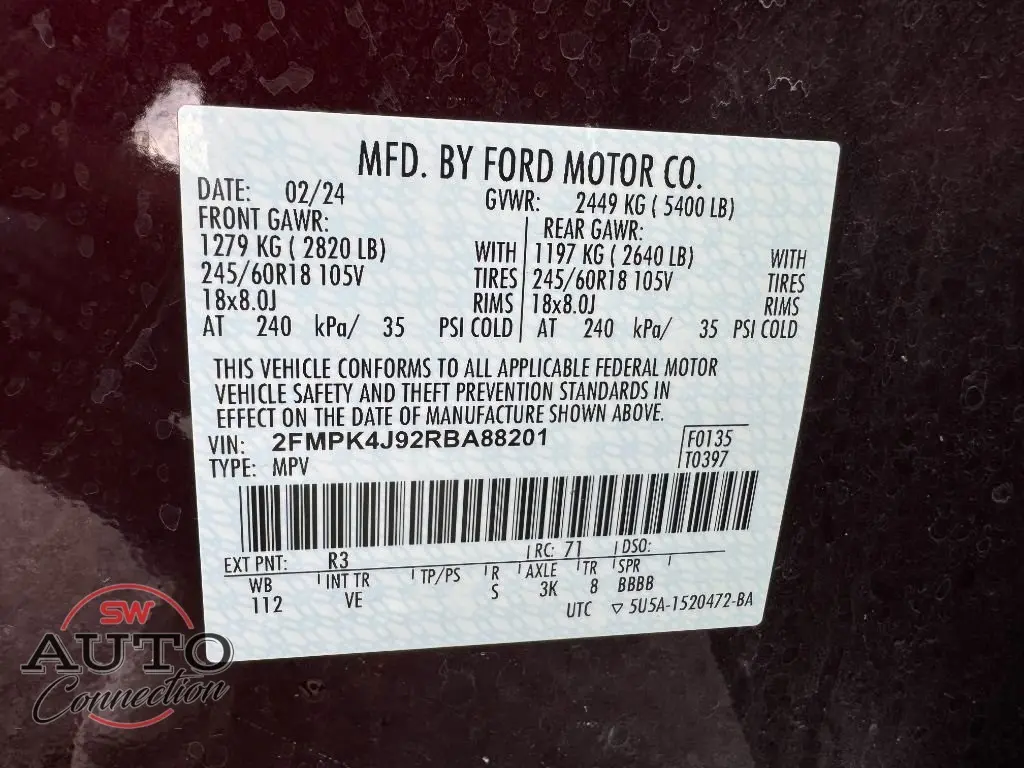 MFD. BY FORD MOTOR CO.
DATE: 02/24 GVWR: 2449 KG ( 5400 LB)
FRONT GAWR: REAR GAWR:
1279 KG ( 2820 LB) WITH 1197 KG ( 2640 LB) WITH
245/60R18 105V TIRES 245/60R18 105V TIRES
18x8.0J RIMS 18x8.0J RIMS
AT 240 kPa/ 35 PSI COLD AT 240 kPa/ 35 PSI COLD
THIS VEHICLE CONFORMS TO ALL APPLICABLE FEDERAL MOTOR
VEHICLE SAFETY AND THEFT PREVENTION STANDARDS IN
EFFECT ON THE DATE OF MANUFACTURE SHOWN ABOVE.
VIN: 2FMPK4J92RBA88201 F0135
TYPE: MPV T0397
EXT PNT: R3 RC: 71 DSO:
WB INT TR TP/PS R AXLE TR SPR
112 VE S 3K 8 BBBB
UTC ▽ 5U5A-1520472-BA
SW
AUTO
Connection